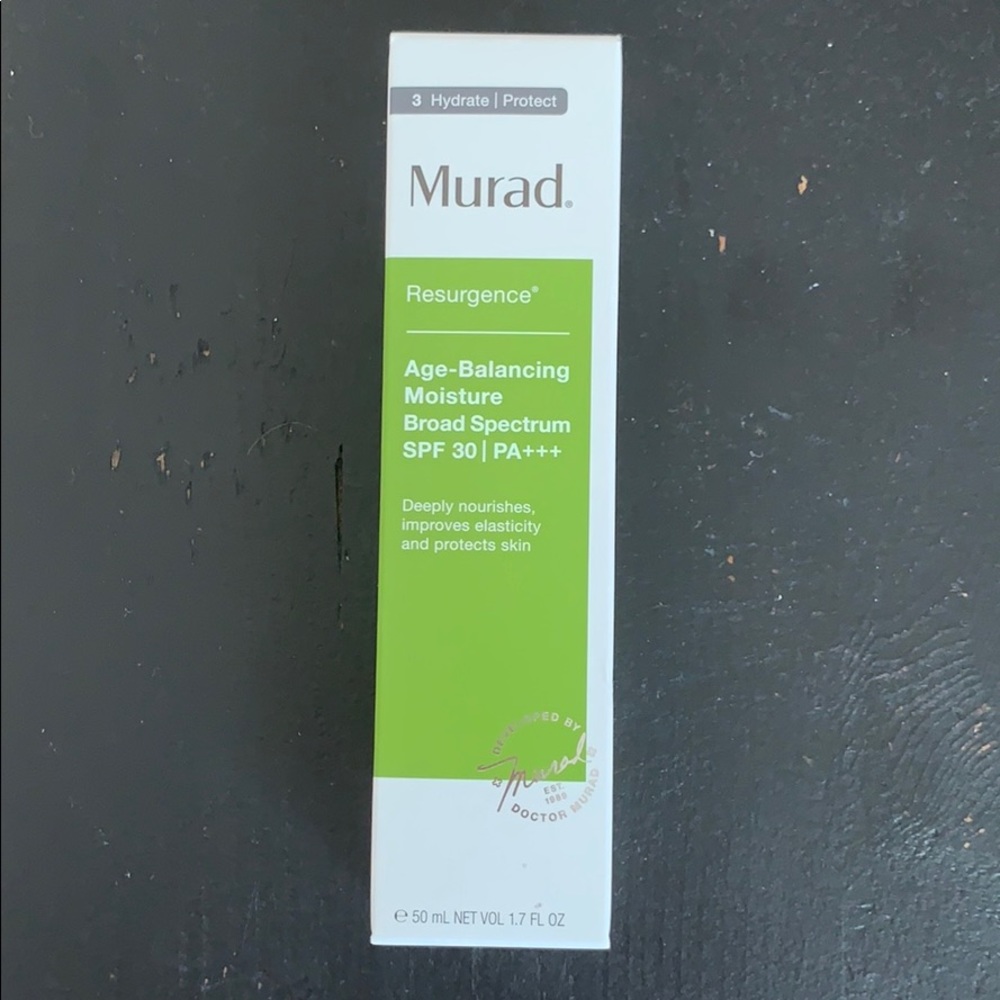 3 Hydrate | Protect
Murad®
Resurgence®
Age-Balancing
Moisture
Broad Spectrum
SPF 30 | PA+++
Deeply nourishes,
improves elasticity
and protects skin
DEVELOPED BY
Murad
EST.
1989
DOCTOR MURAD
℮ 50 mL NET VOL 1.7 FL OZ